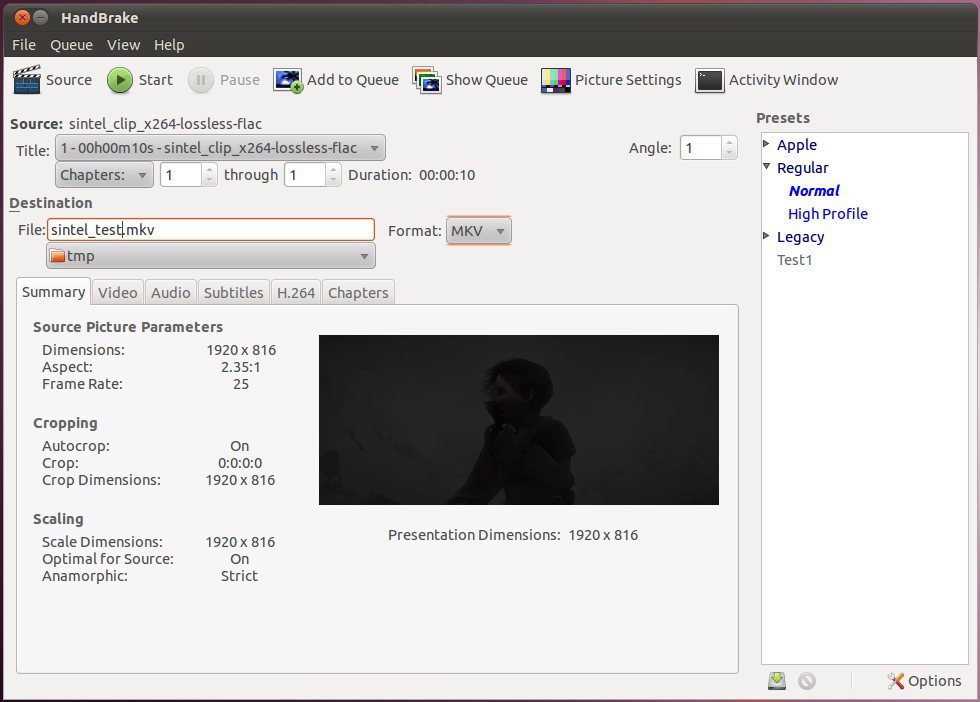 HandBrake
File Queue View Help
Source Start Pause Add to Queue Show Queue Picture Settings Activity Window
Source: sintel_clip_x264-lossless-flac
Title: 1 - 00h00m10s - sintel_clip_x264-lossless-flac Angle: 1
Chapters: 1 through 1 Duration: 00:00:10
Destination
File: sintel_test.mkv Format: MKV
tmp
Summary Video Audio Subtitles H.264 Chapters
Source Picture Parameters
Dimensions: 1920 x 816
Aspect: 2.35:1
Frame Rate: 25
Cropping
Autocrop: On
Crop: 0:0:0:0
Crop Dimensions: 1920 x 816
Scaling
Scale Dimensions: 1920 x 816
Optimal for Source: On
Anamorphic: Strict
Presentation Dimensions: 1920 x 816
Presets
Apple
Regular
Normal
High Profile
Legacy
Test1
Options